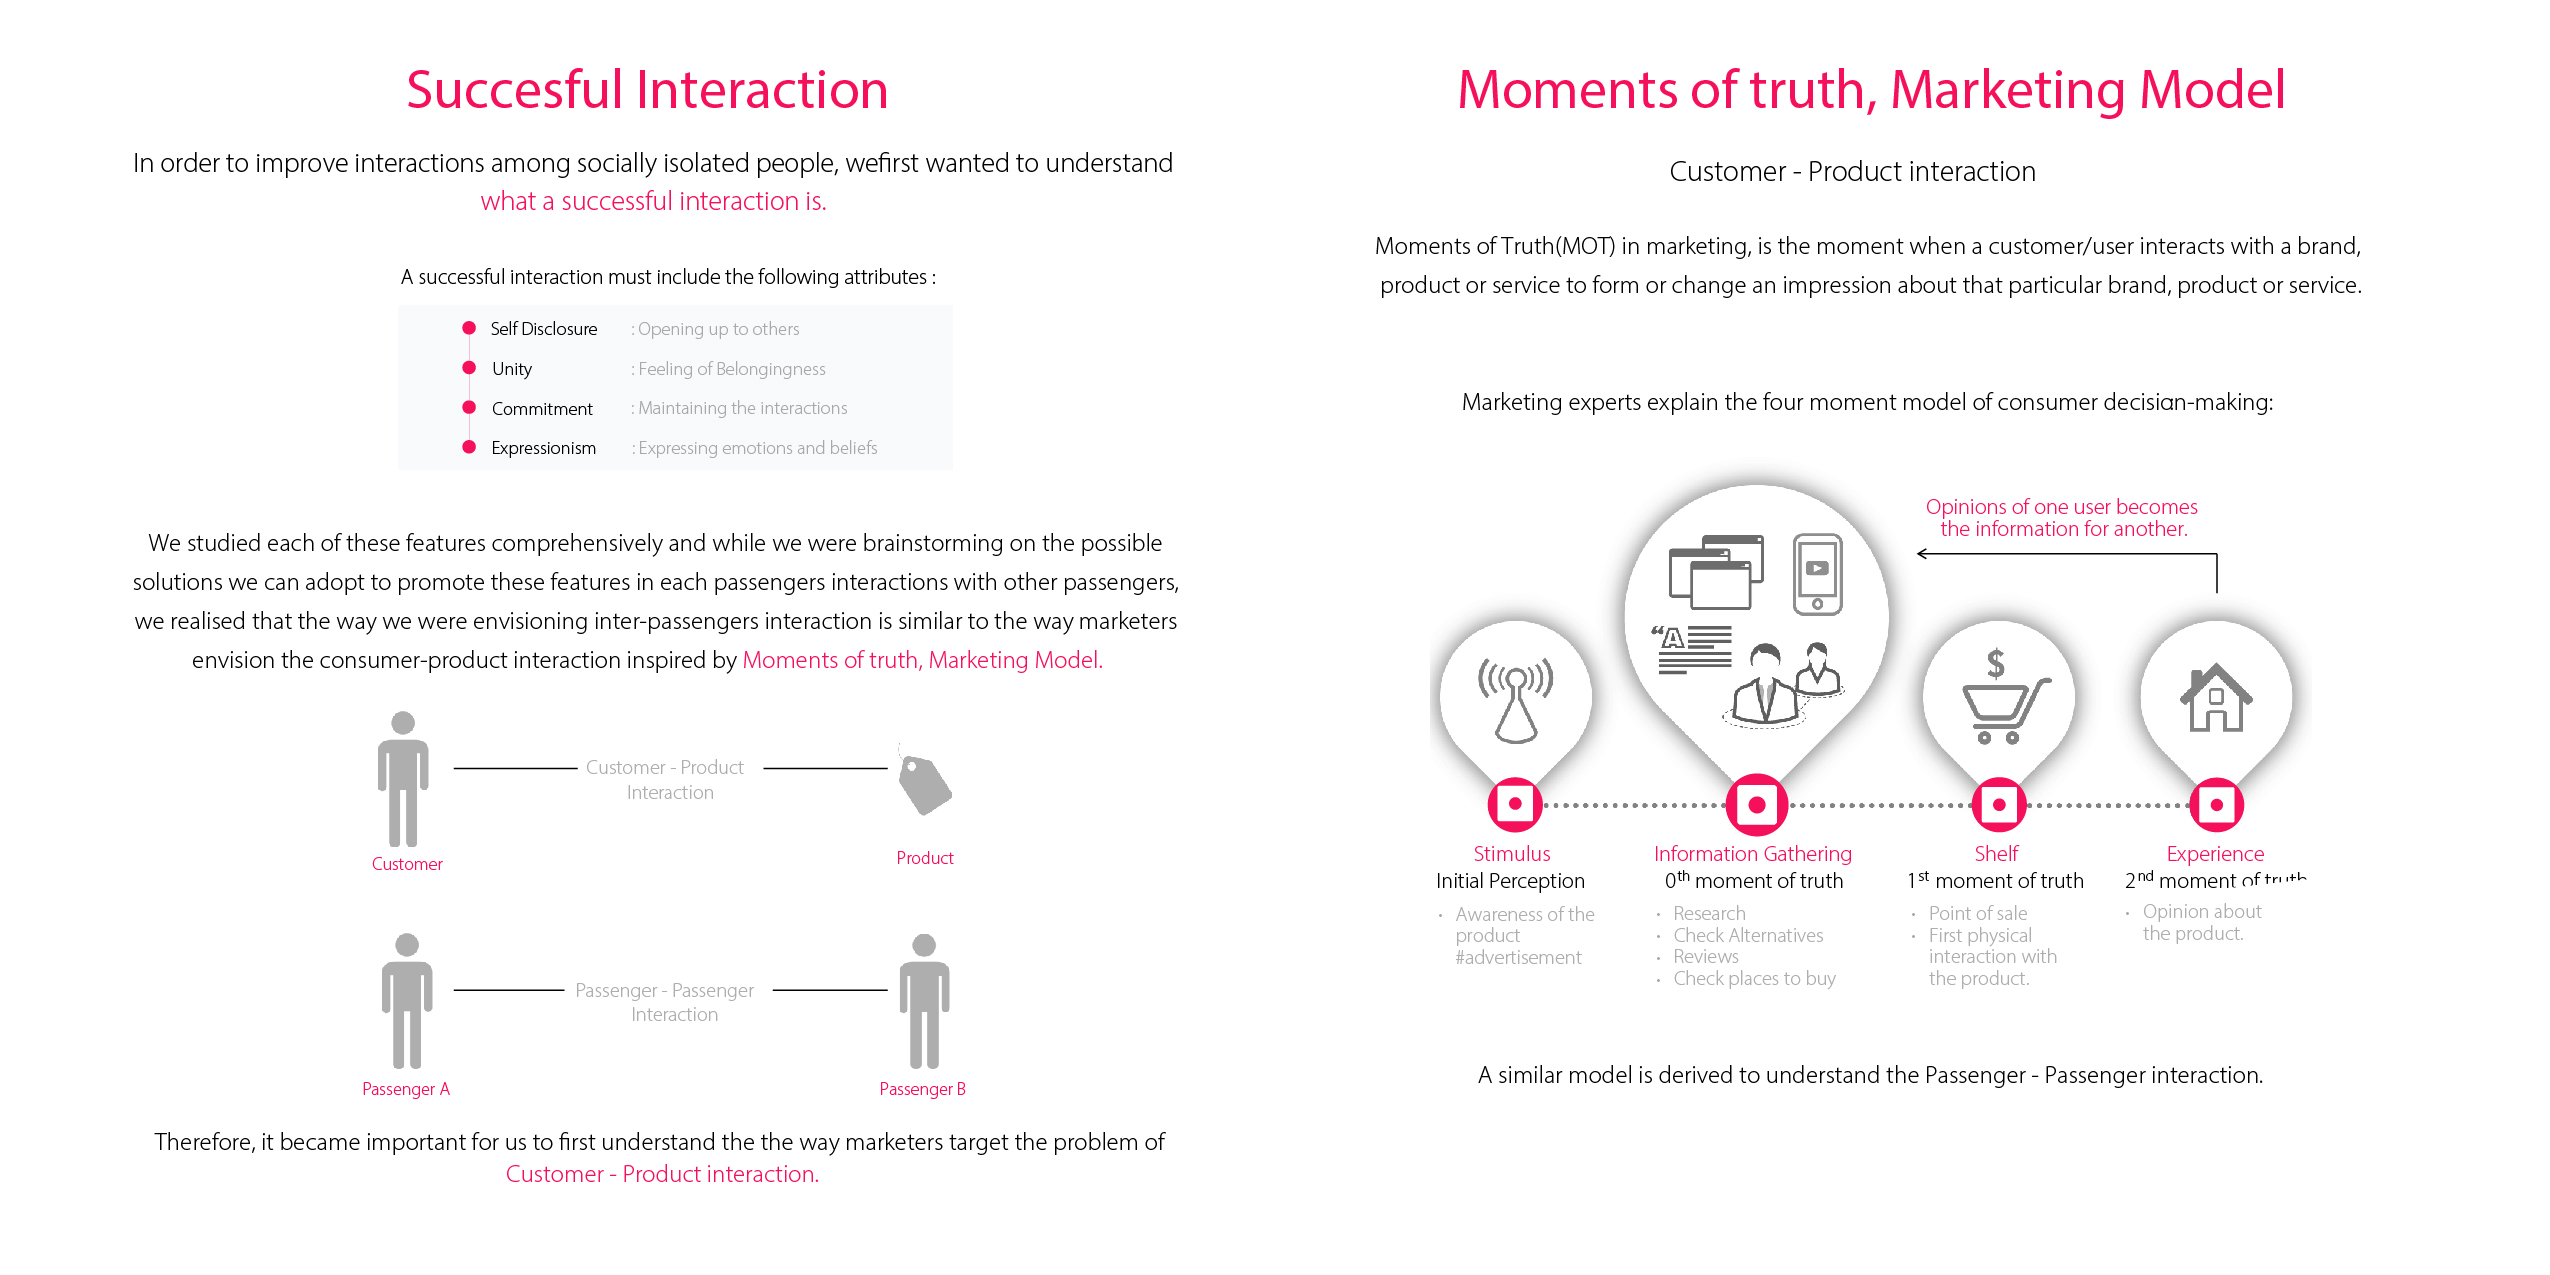 Succesful Interaction
In order to improve interactions among socially isolated people, wefirst wanted to understand
what a successful interaction is.
A successful interaction must include the following attributes :
Self Disclosure : Opening up to others
Unity : Feeling of Belongingness
Commitment : Maintaining the interactions
Expressionism : Expressing emotions and beliefs
We studied each of these features comprehensively and while we were brainstorming on the possible
solutions we can adopt to promote these features in each passengers interactions with other passengers,
we realised that the way we were envisioning inter-passengers interaction is similar to the way marketers
envision the consumer-product interaction inspired by Moments of truth, Marketing Model.
Customer - Product
Interaction
Customer
Product
Passenger - Passenger
Interaction
Passenger A
Passenger B
Therefore, it became important for us to first understand the the way marketers target the problem of
Customer - Product interaction.
Moments of truth, Marketing Model
Customer - Product interaction
Moments of Truth(MOT) in marketing, is the moment when a customer/user interacts with a brand,
product or service to form or change an impression about that particular brand, product or service.
Marketing experts explain the four moment model of consumer decision-making:
Opinions of one user becomes
the information for another.
“A
$
Stimulus
Initial Perception
• Awareness of the
product
#advertisement
Information Gathering
0th moment of truth
• Research
• Check Alternatives
• Reviews
• Check places to buy
Shelf
1st moment of truth
• Point of sale
• First physical
interaction with
the product.
Experience
2nd moment of truth
• Opinion about
the product.
A similar model is derived to understand the Passenger - Passenger interaction.